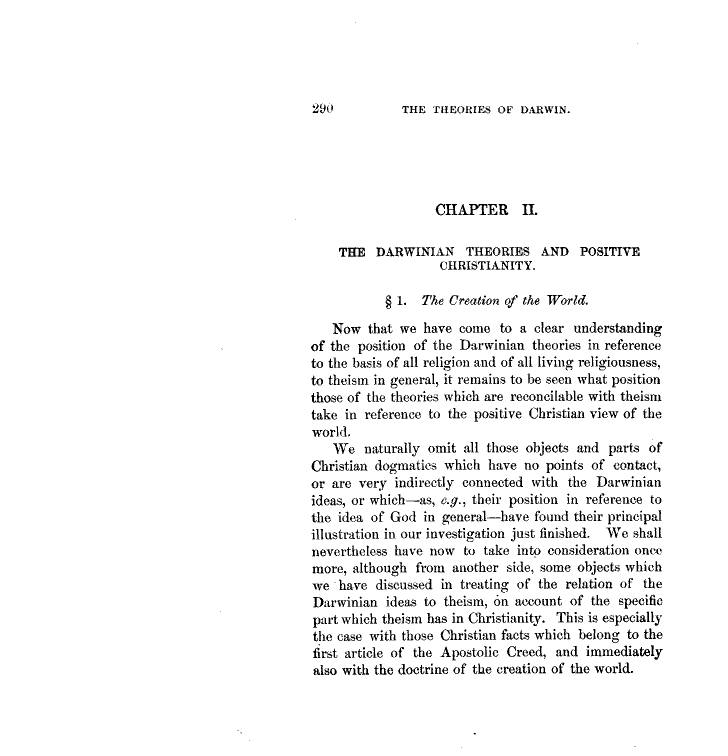 290 THE THEORIES OF DARWIN.
CHAPTER II.
THE DARWINIAN THEORIES AND POSITIVE
CHRISTIANITY.
§ 1. The Creation of the World.
Now that we have come to a clear understanding
of the position of the Darwinian theories in reference
to the basis of all religion and of all living religiousness,
to theism in general, it remains to be seen what position
those of the theories which are reconcilable with theism
take in reference to the positive Christian view of the
world.
We naturally omit all those objects and parts of
Christian dogmatics which have no points of contact,
or are very indirectly connected with the Darwinian
ideas, or which—as, e.g., their position in reference to
the idea of God in general—have found their principal
illustration in our investigation just finished. We shall
nevertheless have now to take into consideration once
more, although from another side, some objects which
we have discussed in treating of the relation of the
Darwinian ideas to theism, on account of the specific
part which theism has in Christianity. This is especially
the case with those Christian facts which belong to the
first article of the Apostolic Creed, and immediately
also with the doctrine of the creation of the world.